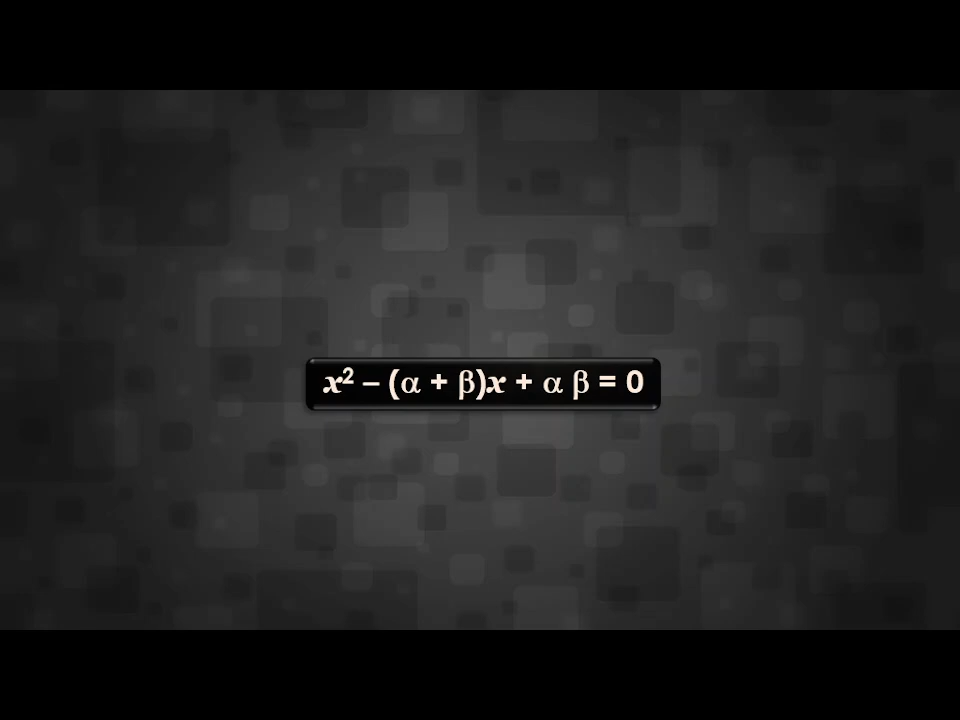 x² – (α + β)x + α β = 0